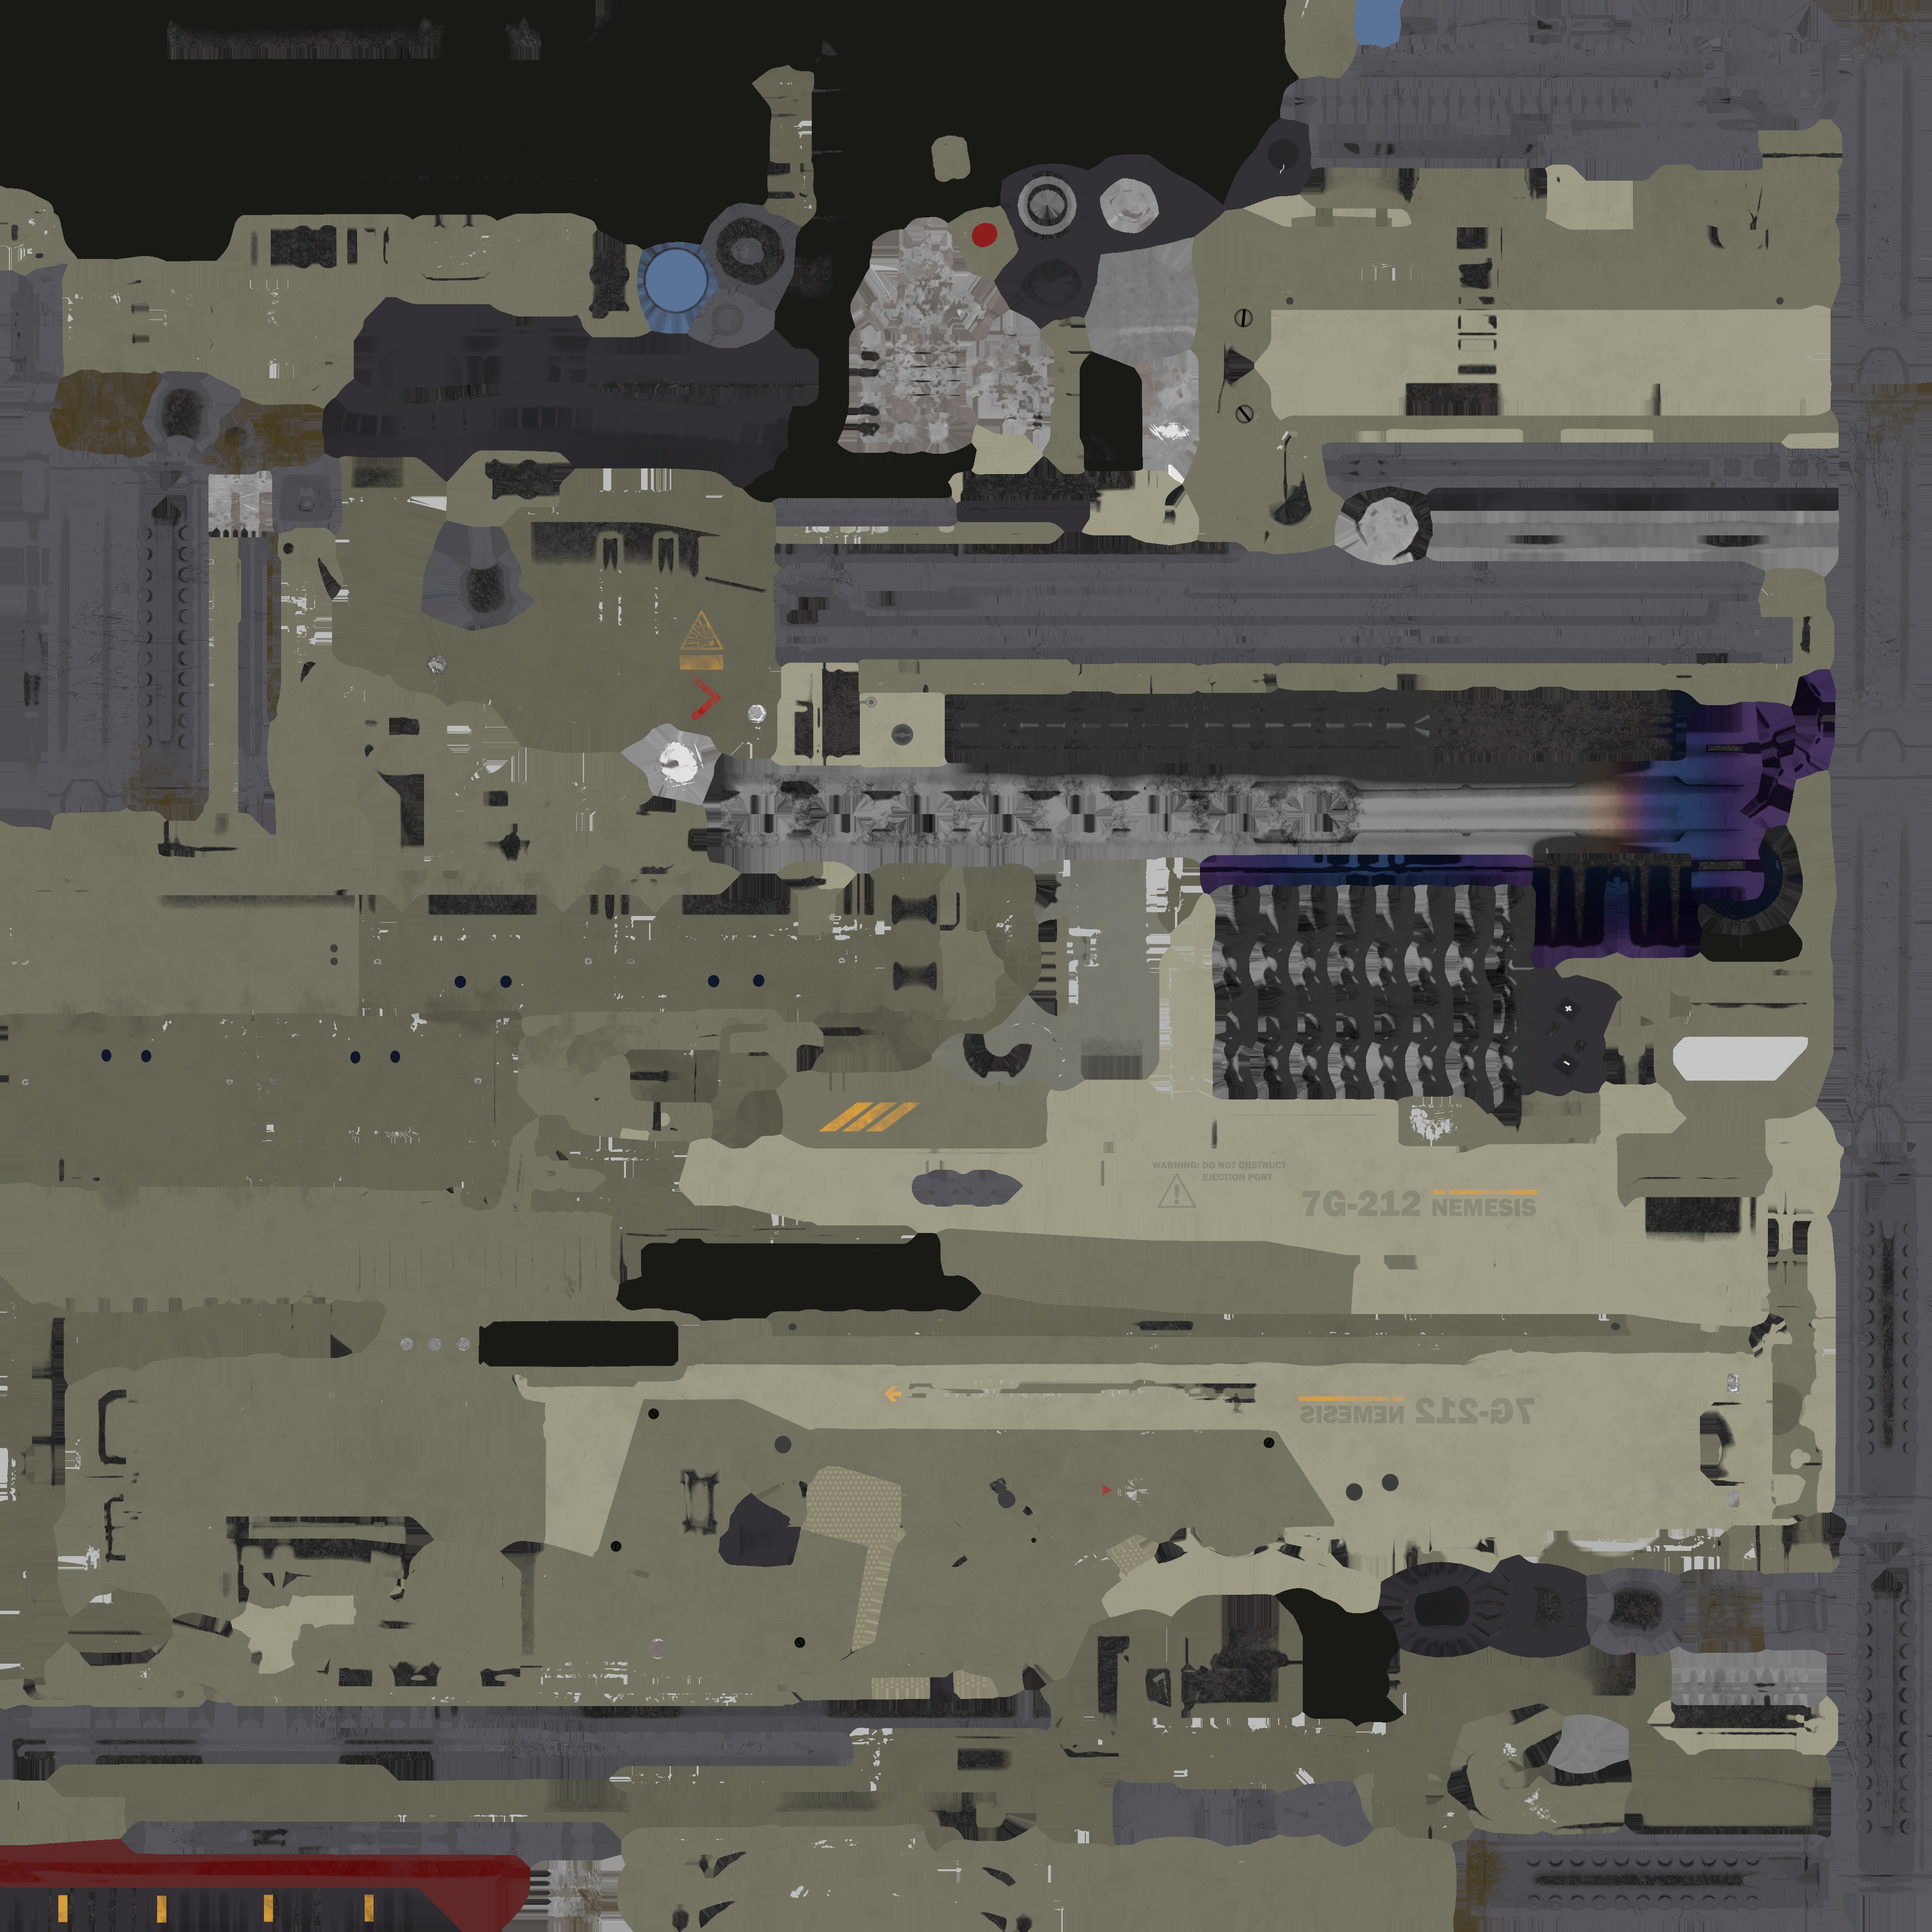 WARNING: DO NOT OBSTRUCT
EJECTION PORT
7G-212 NEMESIS
7G-212 NEMESIS